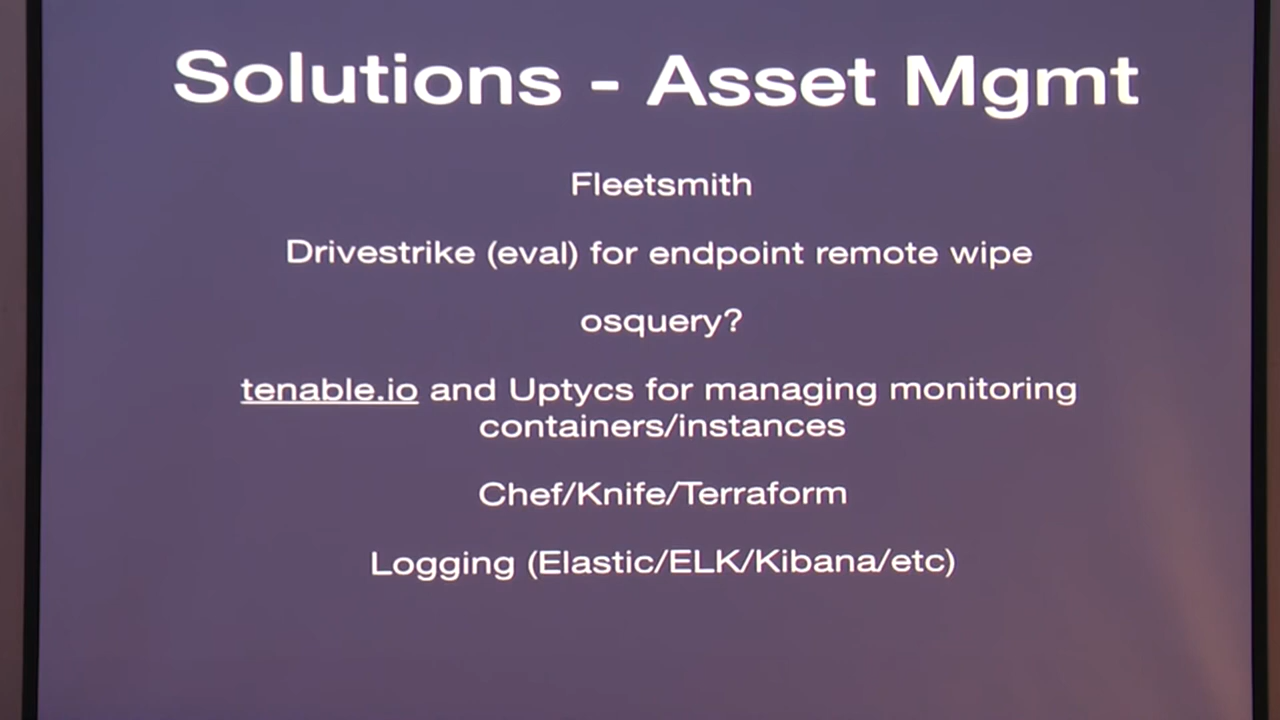 Solutions - Asset Mgmt
Fleetsmith
Drivestrike (eval) for endpoint remote wipe
osquery?
tenable.io and Uptycs for managing monitoring
containers/instances
Chef/Knife/Terraform
Logging (Elastic/ELK/Kibana/etc)